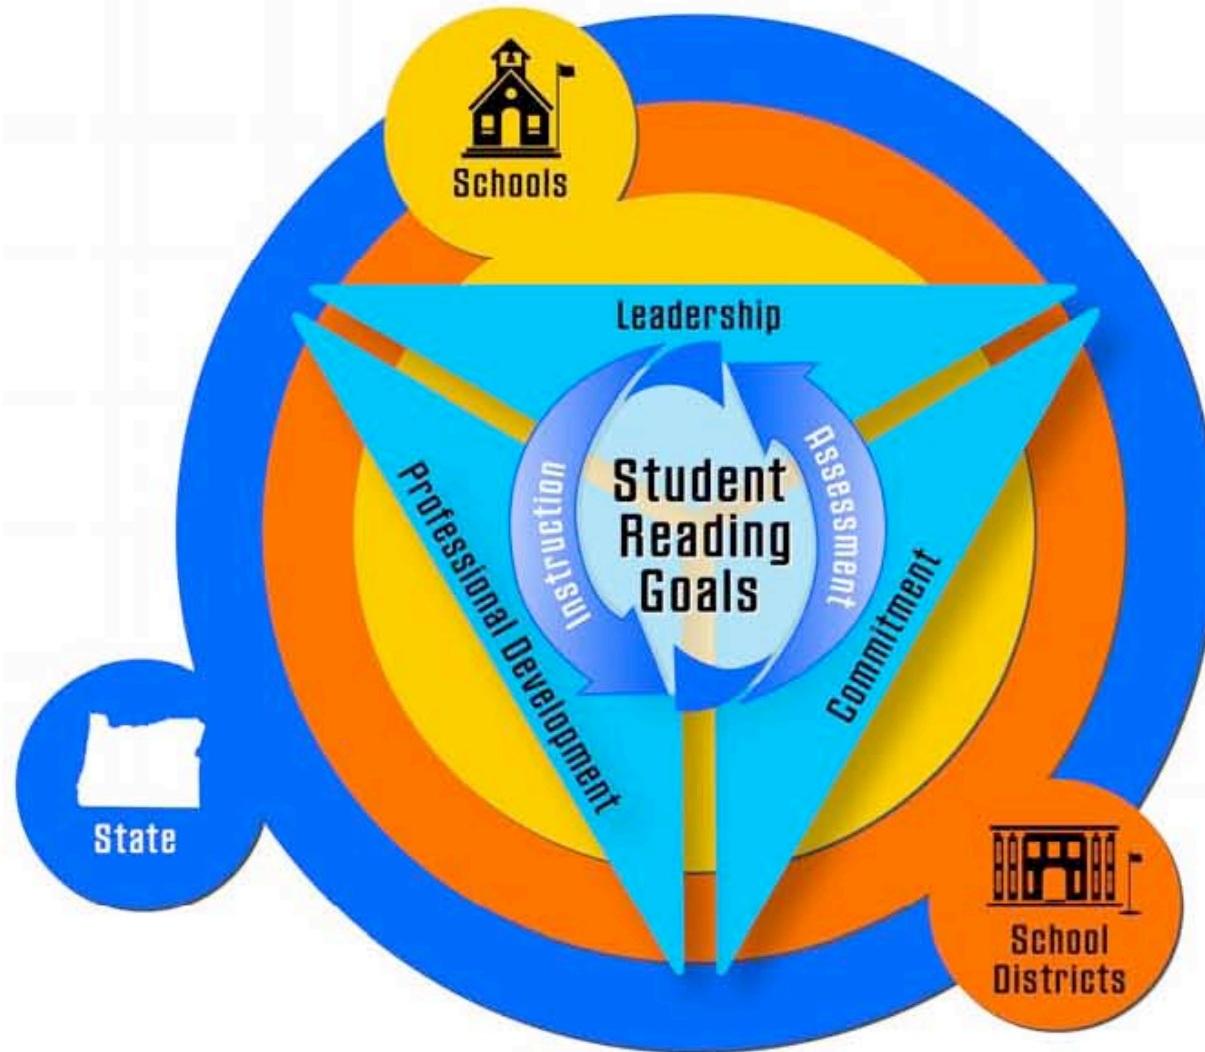 Schools
Leadership
Instruction
Assessment
Student
Reading
Goals
Professional Development
Commitment
State
School
Districts